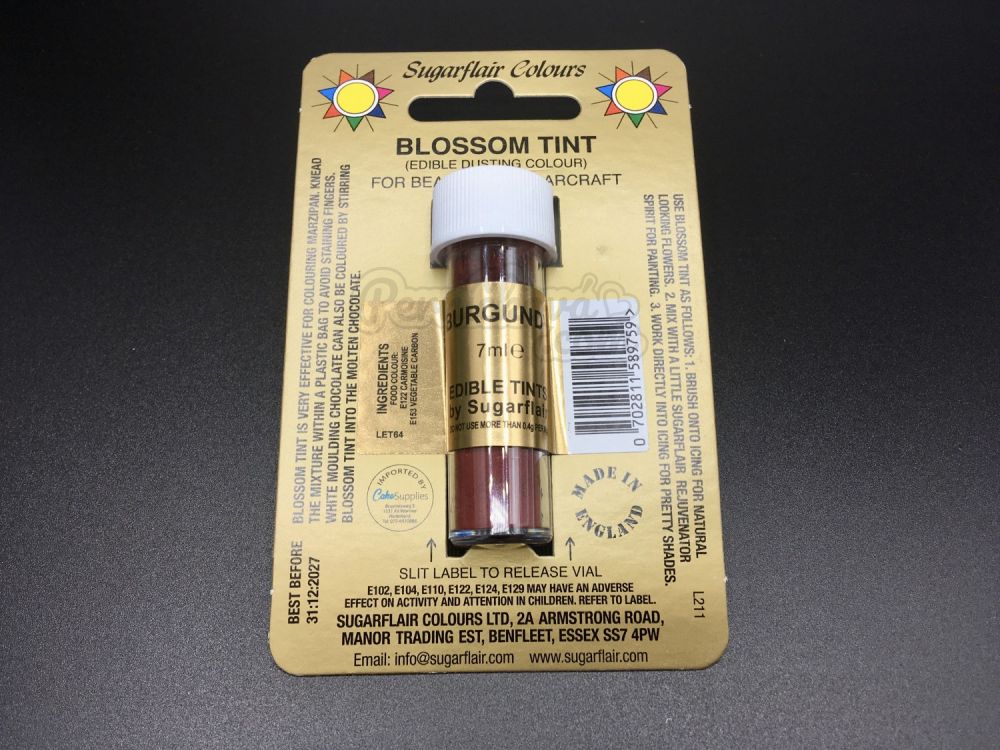 Sugarflair Colours
BLOSSOM TINT
(EDIBLE DUSTING COLOUR)
FOR BEA ARCRAFT
BLOSSOM TINT IS VERY EFFECTIVE FOR COLOURING MARZIPAN. KNEAD
THE MIXTURE WITHIN A PLASTIC BAG TO AVOID STAINING FINGERS.
WHITE MOULDING CHOCOLATE CAN ALSO BE COLOURED BY STIRRING
BLOSSOM TINT INTO THE MOLTEN CHOCOLATE.
USE BLOSSOM TINT AS FOLLOWS: 1. BRUSH ONTO ICING FOR NATURAL
LOOKING FLOWERS. 2. MIX WITH A LITTLE SUGARFLAIR REJUVENATOR
SPIRIT FOR PAINTING. 3. WORK DIRECTLY INTO ICING FOR PRETTY SHADES.
BURGUND
7ml℮
EDIBLE TINTS
by Sugarflair
DO NOT USE MORE THAN 0.4g PER
INGREDIENTS
FOOD COLOUR:
E122 CARMOISINE
E153 VEGETABLE CARBON
LET64
0 702811 589759 >
IMPORTED BY
CakeSupplies
MADE IN
ENGLAND
BEST BEFORE
31:12:2027
L211
SLIT LABEL TO RELEASE VIAL
E102, E104, E110, E122, E124, E129 MAY HAVE AN ADVERSE
EFFECT ON ACTIVITY AND ATTENTION IN CHILDREN. REFER TO LABEL.
SUGARFLAIR COLOURS LTD, 2A ARMSTRONG ROAD,
MANOR TRADING EST, BENFLEET, ESSEX SS7 4PW
Email: info@sugarflair.com www.sugarflair.com